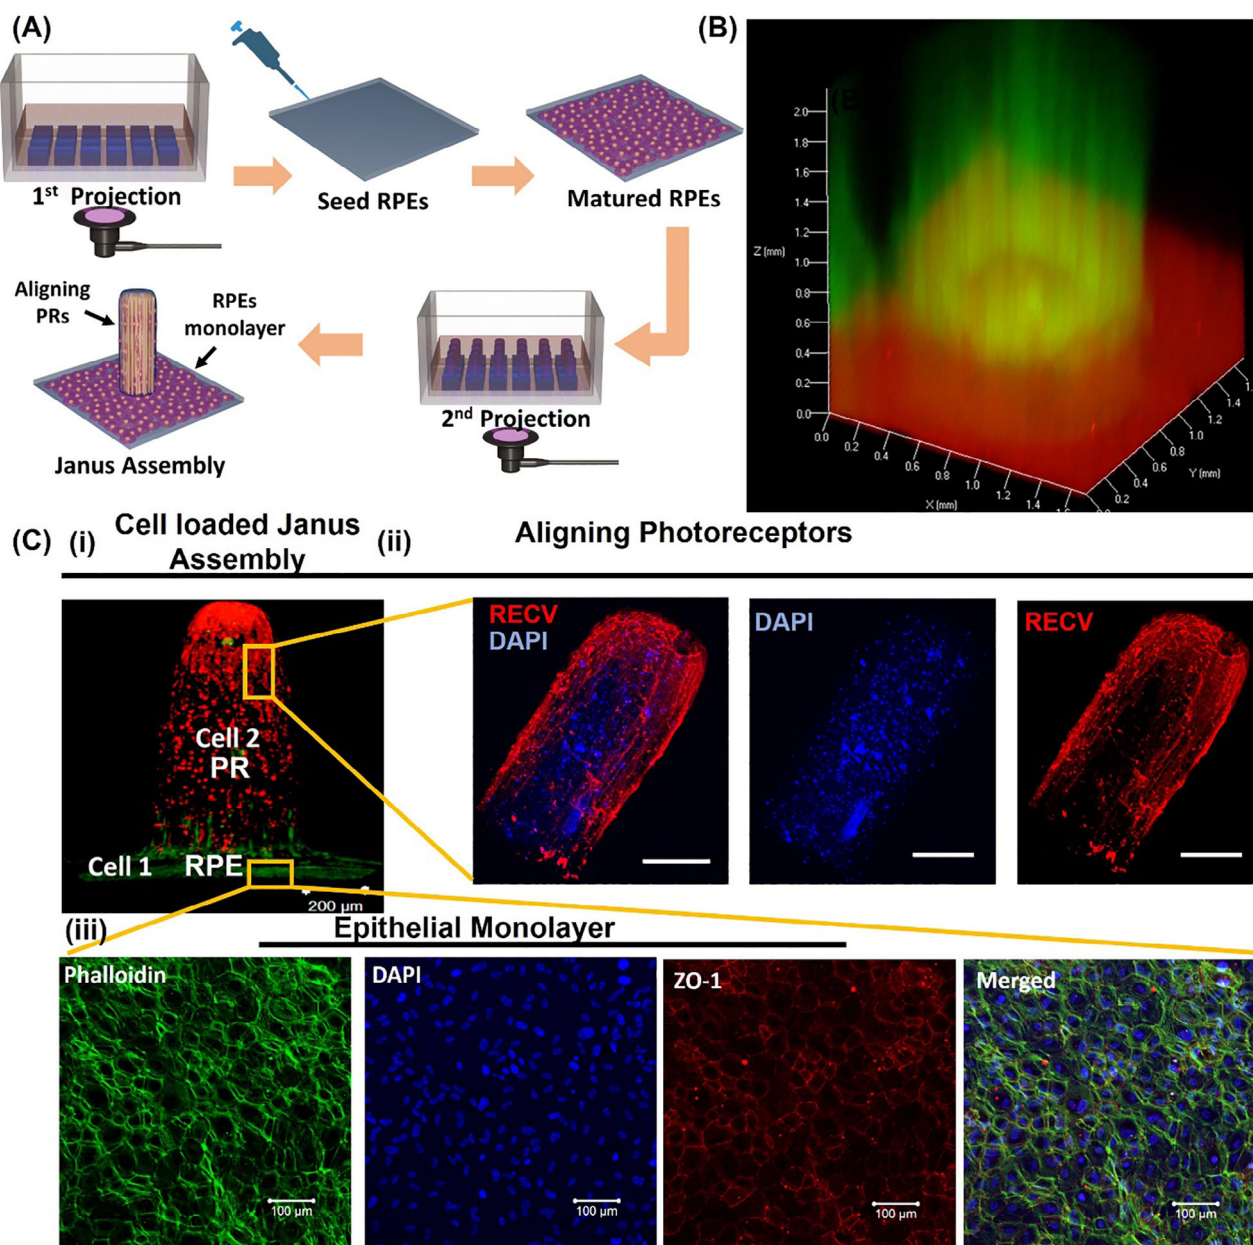 (A)
1st Projection
Seed RPEs
Matured RPEs
Aligning
PRs
RPEs
monolayer
Janus Assembly
2nd Projection
(B)
(B
2.0
1.8
1.6
1.4
1.2
1.0
0.8
0.6
0.4
0.2
0.0
Z (mm)
0.0
0.2
0.4
0.6
0.8
1.0
1.2
1.4
X (mm)
0.2
0.4
0.6
0.8
1.0
1.2
1.4
Y (mm)
(C)
(i)
Cell loaded Janus
Assembly
(ii)
Aligning Photoreceptors
Cell 2
PR
Cell 1
RPE
200 µm
RECV
DAPI
DAPI
RECV
(iii)
Epithelial Monolayer
Phalloidin
100 µm
DAPI
100 µm
ZO-1
100 µm
Merged
100 µm